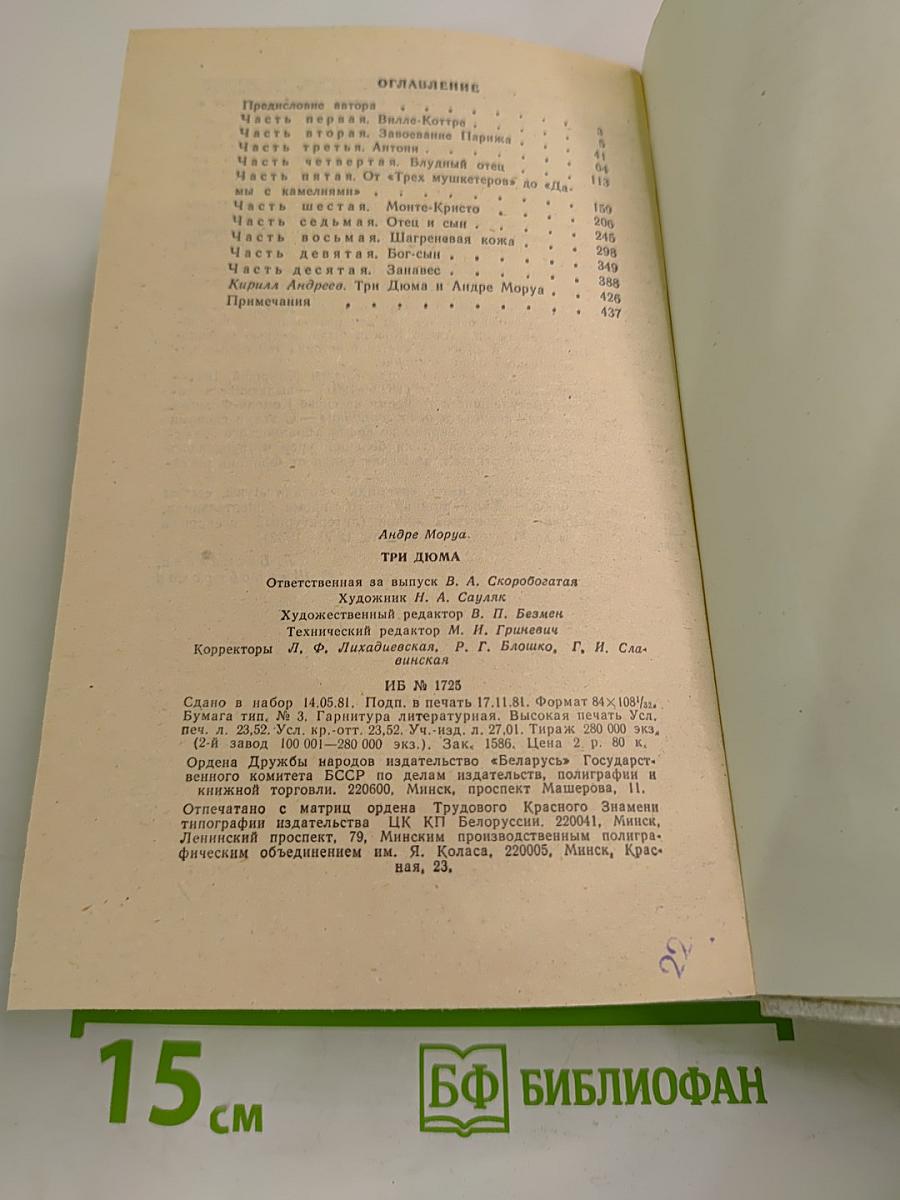 ОГЛАВЛЕНИЕ
Предисловие автора . . . . . . . . 3
Часть первая. Вилле-Коттре . . . . . 5
Часть вторая. Завоевание Парижа . . . 41
Часть третья. Антони . . . . . . . 64
Часть четвертая. Блудный отец . . . . 113
Часть пятая. От «Трех мушкетеров» до «Да-
мы с камелиями» . . . . . . . . 159
Часть шестая. Монте-Кристо . . . . 206
Часть седьмая. Отец и сын . . . . . 245
Часть восьмая. Шагреневая кожа . . . 298
Часть девятая. Бог-сын . . . . . . 349
Часть десятая. Занавес . . . . . . 388
Кирилл Андреев. Три Дюма и Андре Моруа . . 426
Примечания . . . . . . . . . 437
Андре Моруа.
ТРИ ДЮМА
Ответственная за выпуск В. А. Скоробогатая
Художник Н. А. Сауляк
Художественный редактор В. П. Безмен
Технический редактор М. И. Гриневич
Корректоры Л. Ф. Лихадиевская, Р. Г. Блошко, Г. И. Сла-
винская
ИБ № 1725
Сдано в набор 14.05.81. Подп. в печать 17.11.81. Формат 84×108¹/₃₂.
Бумага тип. № 3. Гарнитура литературная. Высокая печать Усл.
печ. л. 23,52. Усл. кр.-отт. 23,52. Уч.-изд. л. 27,01. Тираж 280 000 экз.
(2-й завод 100 001—280 000 экз.). Зак. 1586. Цена 2 р. 80 к.
Ордена Дружбы народов издательство «Беларусь» Государст-
венного комитета БССР по делам издательств, полиграфии и
книжной торговли. 220600, Минск, проспект Машерова, 11.
Отпечатано с матриц ордена Трудового Красного Знамени
типографии издательства ЦК КП Белоруссии. 220041, Минск,
Ленинский проспект, 79, Минским производственным полигра-
фическим объединением им. Я. Коласа, 220005, Минск, Крас-
ная, 23.
22
15 см
БФ БИБЛИОФАН